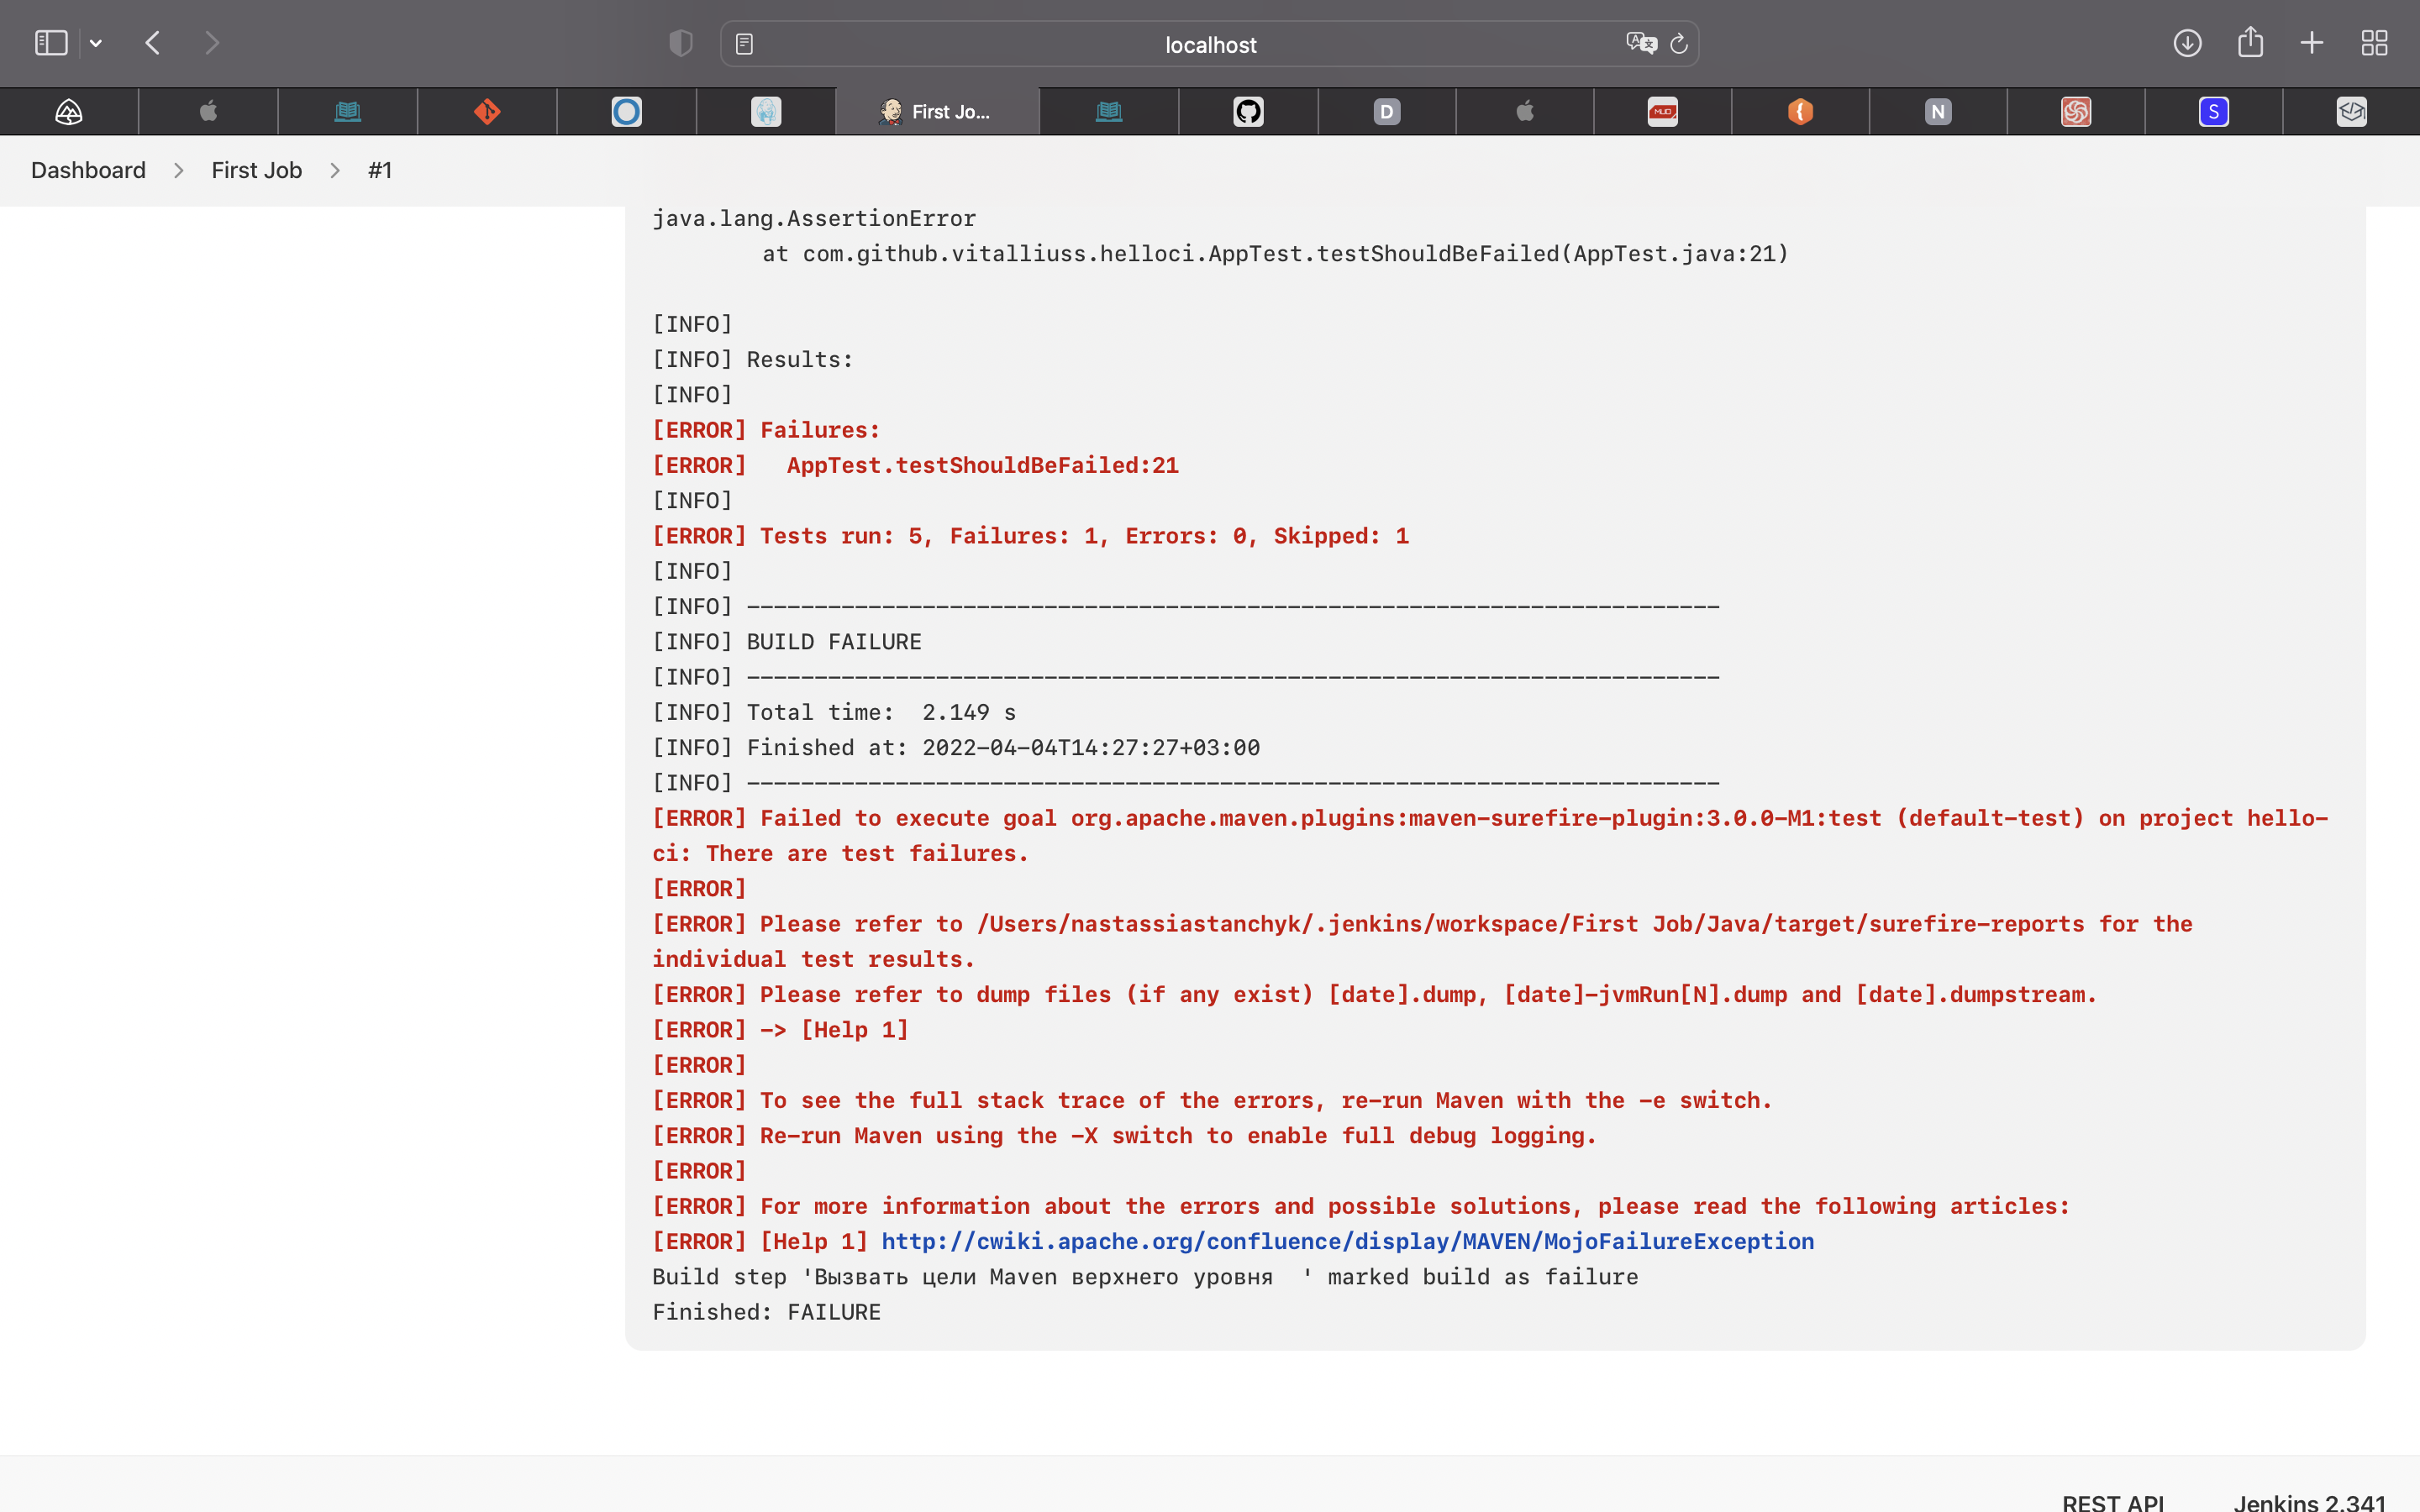 localhost
First Jo...
D
MUO
N
S
Dashboard > First Job > #1
java.lang.AssertionError
at com.github.vitalliuss.helloci.AppTest.testShouldBeFailed(AppTest.java:21)
[INFO]
[INFO] Results:
[INFO]
[ERROR] Failures:
[ERROR]   AppTest.testShouldBeFailed:21
[INFO]
[ERROR] Tests run: 5, Failures: 1, Errors: 0, Skipped: 1
[INFO]
[INFO] ------------------------------------------------------------------------
[INFO] BUILD FAILURE
[INFO] ------------------------------------------------------------------------
[INFO] Total time:  2.149 s
[INFO] Finished at: 2022-04-04T14:27:27+03:00
[INFO] ------------------------------------------------------------------------
[ERROR] Failed to execute goal org.apache.maven.plugins:maven-surefire-plugin:3.0.0-M1:test (default-test) on project hello-
ci: There are test failures.
[ERROR]
[ERROR] Please refer to /Users/nastassiastanchyk/.jenkins/workspace/First Job/Java/target/surefire-reports for the
individual test results.
[ERROR] Please refer to dump files (if any exist) [date].dump, [date]-jvmRun[N].dump and [date].dumpstream.
[ERROR] -> [Help 1]
[ERROR]
[ERROR] To see the full stack trace of the errors, re-run Maven with the -e switch.
[ERROR] Re-run Maven using the -X switch to enable full debug logging.
[ERROR]
[ERROR] For more information about the errors and possible solutions, please read the following articles:
[ERROR] [Help 1] http://cwiki.apache.org/confluence/display/MAVEN/MojoFailureException
Build step 'Вызвать цели Maven верхнего уровня  ' marked build as failure
Finished: FAILURE
REST API Jenkins 2.341